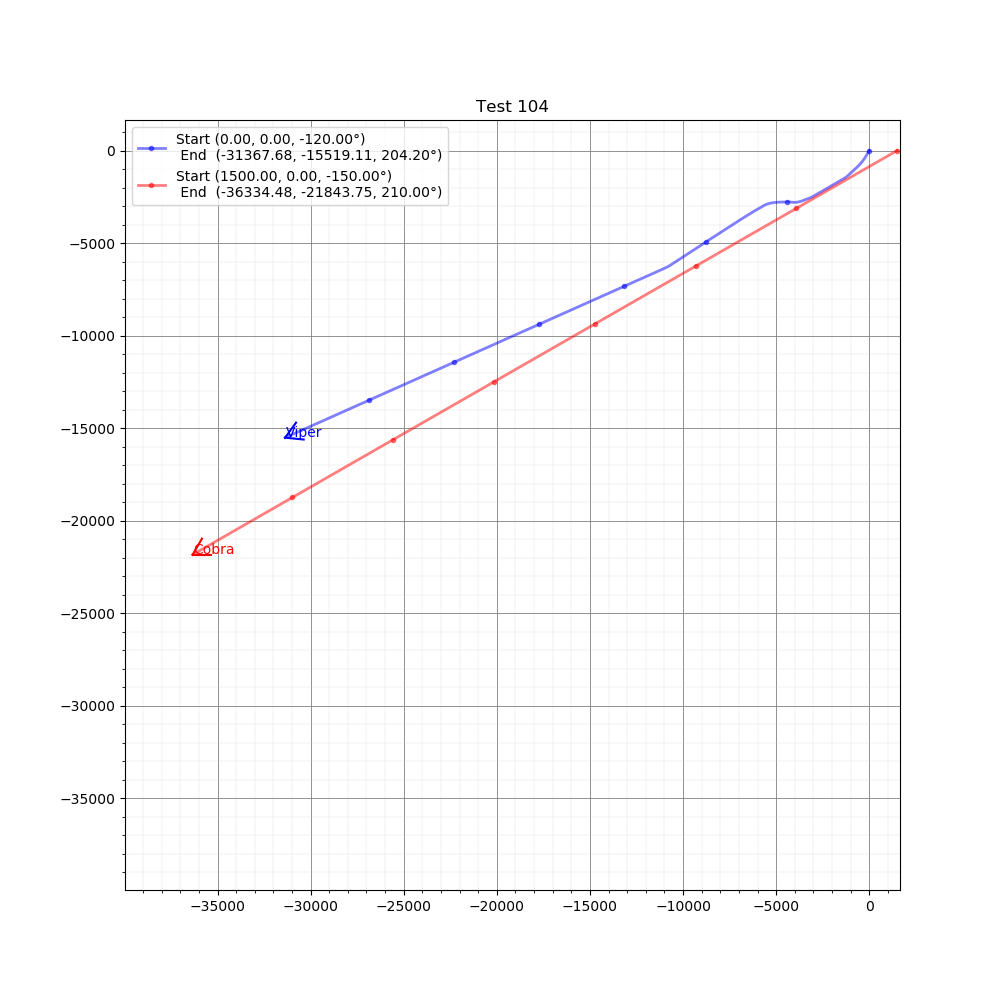 Test 104
Start (0.00, 0.00, -120.00°)
End (-31367.68, -15519.11, 204.20°)
Start (1500.00, 0.00, -150.00°)
End (-36334.48, -21843.75, 210.00°)
0
−5000
−10000
−15000
−20000
−25000
−30000
−35000
Viper
Cobra
−35000 −30000 −25000 −20000 −15000 −10000 −5000 0